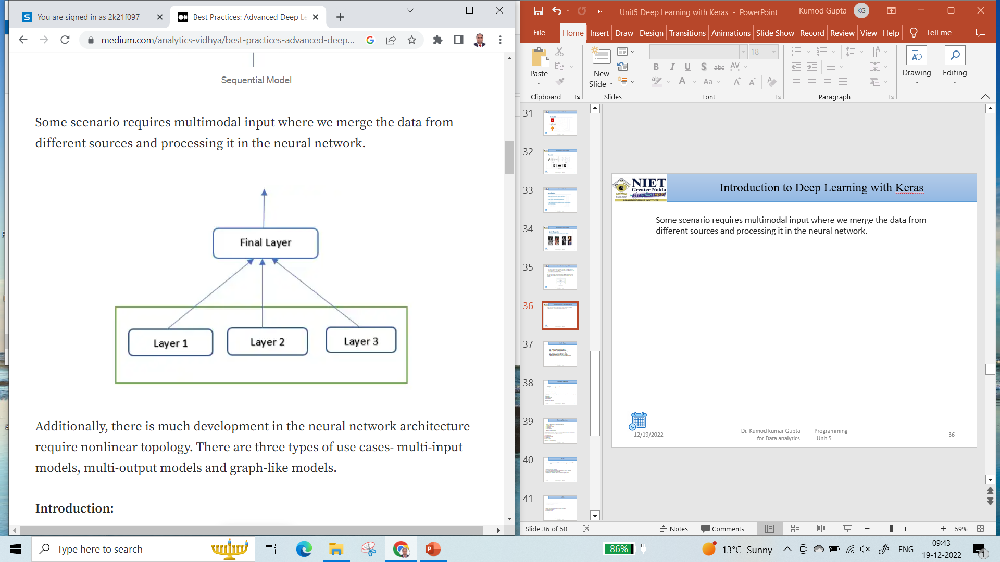 You are signed in as 2k21f097
Best Practices: Advanced Deep Le
medium.com/analytics-vidhya/best-practices-advanced-deep...
Sequential Model
Some scenario requires multimodal input where we merge the data from
different sources and processing it in the neural network.
Final Layer
Layer 1
Layer 2
Layer 3
Additionally, there is much development in the neural network architecture
require nonlinear topology. There are three types of use cases- multi-input
models, multi-output models and graph-like models.
Introduction:
Unit5 Deep Learning with Keras - PowerPoint
Kumod Gupta
KG
File
Home
Insert
Draw
Design
Transitions
Animations
Slide Show
Record
Review
View
Help
Tell me
Paste
New
Slide
18
Drawing
Editing
Clipboard
Slides
Font
Paragraph
31
32
33
34
35
36
37
38
39
40
41
NIET
Greater Noida
GET FUTURE READY
AN AUTONOMOUS INSTITUTE
Introduction to Deep Learning with Keras
Some scenario requires multimodal input where we merge the data from
different sources and processing it in the neural network.
12/19/2022
Dr. Kumod kumar Gupta Programming
for Data analytics Unit 5
36
Slide 36 of 50
Notes
Comments
59%
Type here to search
86%
13°C Sunny
ENG
09:43
19-12-2022
1